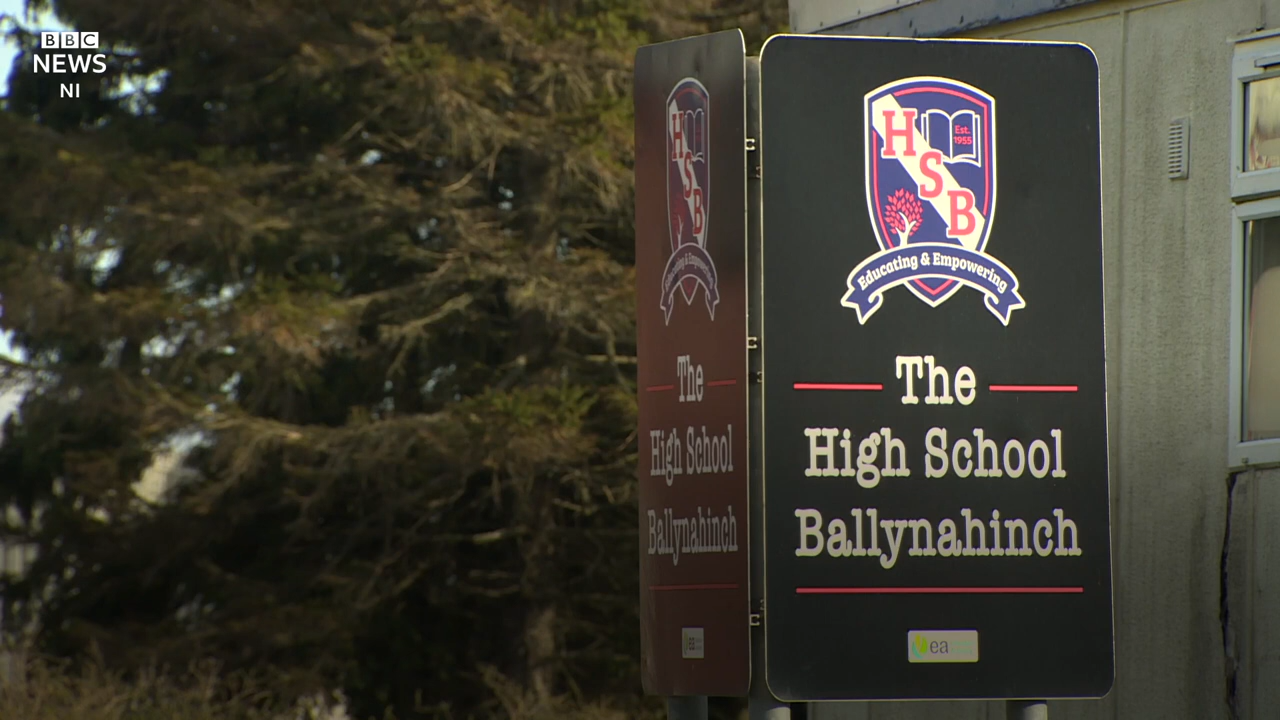 BBC
NEWS
NI
HSB
Educating & Empowering
The
High School
Ballynahinch
HSB
Est.
1955
Educating & Empowering
The
High School
Ballynahinch
ea